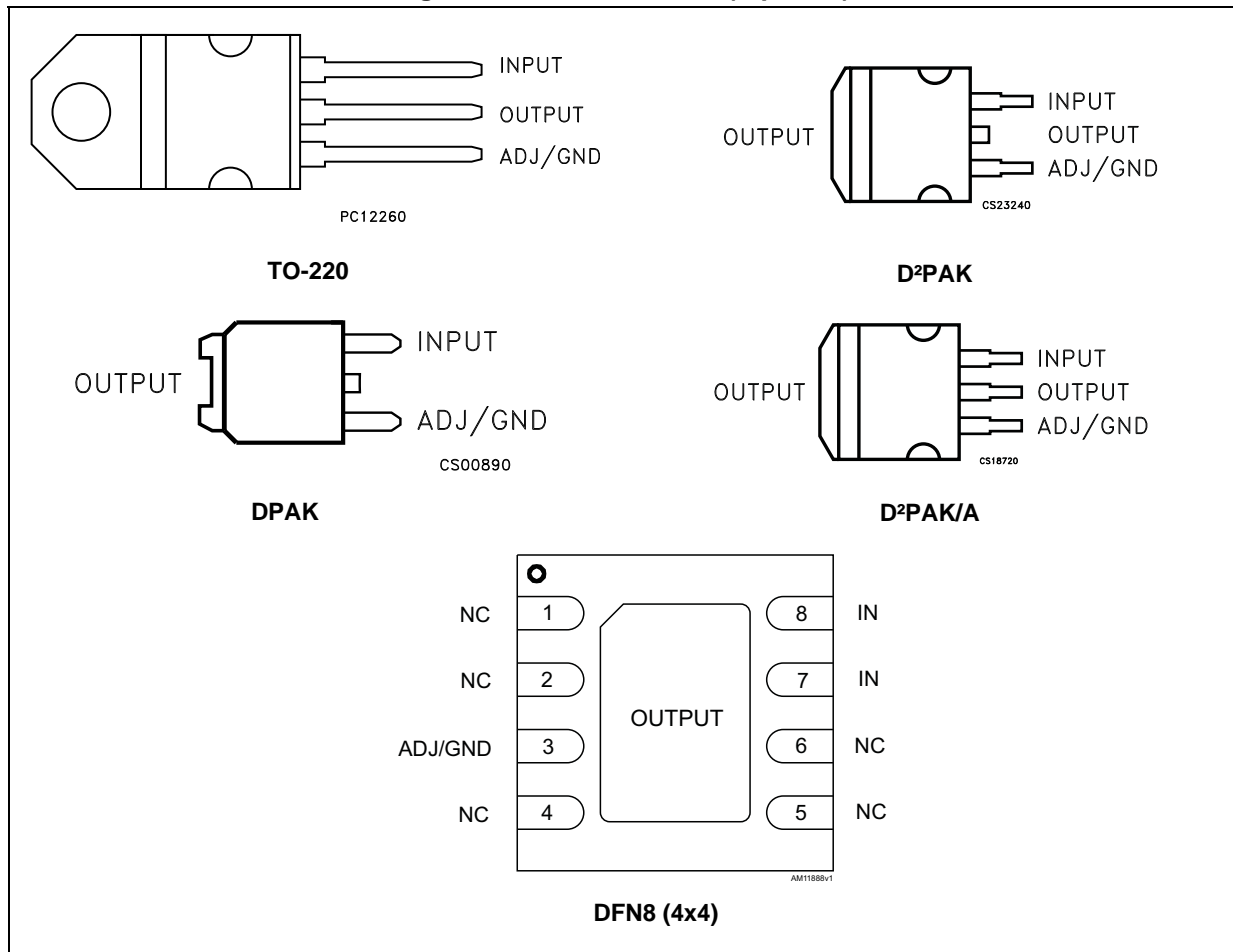 INPUT
OUTPUT
ADJ/GND
PC12260
TO-220
OUTPUT
INPUT
OUTPUT
ADJ/GND
CS23240
D²PAK
OUTPUT
INPUT
ADJ/GND
CS00890
DPAK
OUTPUT
INPUT
OUTPUT
ADJ/GND
CS18720
D²PAK/A
NC 1 8 IN
NC 2 7 IN
OUTPUT
ADJ/GND 3 6 NC
NC 4 5 NC
AM11888v1
DFN8 (4x4)